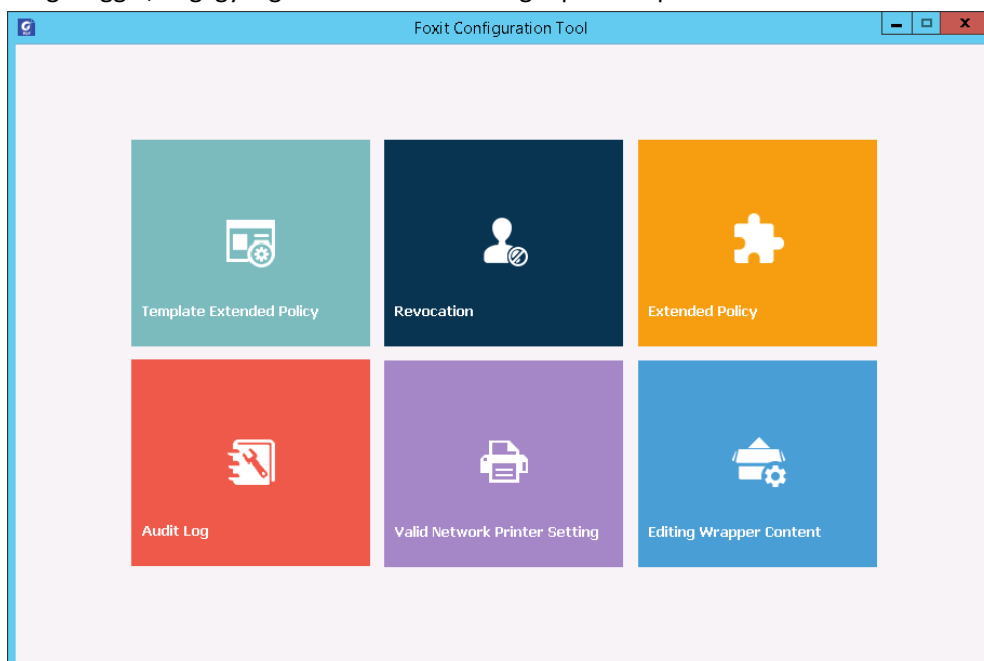 Foxit Configuration Tool
Template Extended Policy
Revocation
Extended Policy
Audit Log
Valid Network Printer Setting
Editing Wrapper Content